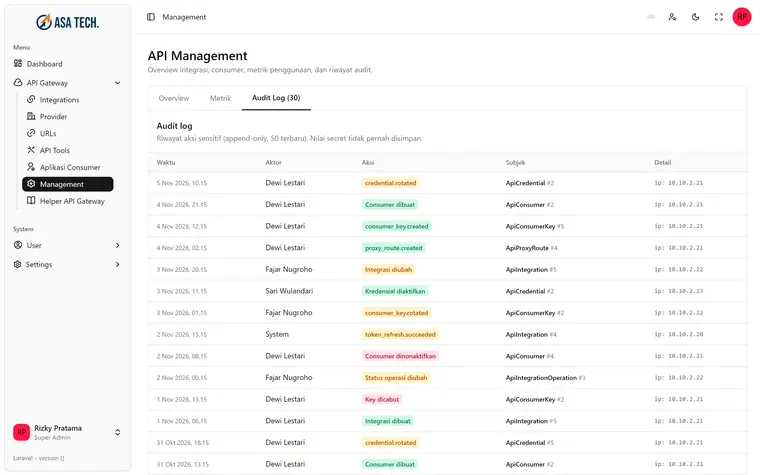 ASA TECH.
Menu
Dashboard
API Gateway
Integrations
Provider
URLs
API Tools
Aplikasi Consumer
Management
Helper API Gateway
System
User
Settings
RP
Rizky Pratama
Super Admin
Laravel - version ()
Management
RP
API Management
Overview integrasi, consumer, metrik penggunaan, dan riwayat audit.
Overview Metrik Audit Log (30)
Audit log
Riwayat aksi sensitif (append-only, 50 terbaru). Nilai secret tidak pernah disimpan.
Waktu Aktor Aksi Subjek Detail
5 Nov 2026, 10.15 Dewi Lestari credential.rotated ApiCredential #2 ip: 10.10.2.21
4 Nov 2026, 21.15 Dewi Lestari Consumer dibuat ApiConsumer #2 ip: 10.10.2.21
4 Nov 2026, 12.15 Dewi Lestari consumer_key.created ApiConsumerKey #5 ip: 10.10.2.21
4 Nov 2026, 02.15 Dewi Lestari proxy_route.created ApiProxyRoute #4 ip: 10.10.2.21
3 Nov 2026, 20.15 Fajar Nugroho Integrasi diubah ApiIntegration #5 ip: 10.10.2.22
3 Nov 2026, 11.15 Sari Wulandari Kredensial diaktifkan ApiCredential #2 ip: 10.10.2.23
3 Nov 2026, 01.15 Fajar Nugroho consumer_key.rotated ApiConsumerKey #2 ip: 10.10.2.22
2 Nov 2026, 15.15 System token_refresh.succeeded ApiIntegration #4 ip: 10.10.2.20
2 Nov 2026, 08.15 Dewi Lestari Consumer dinonaktifkan ApiConsumer #4 ip: 10.10.2.21
2 Nov 2026, 00.15 Fajar Nugroho Status operasi diubah ApiIntegrationOperation #3 ip: 10.10.2.22
1 Nov 2026, 13.15 Dewi Lestari Key dicabut ApiConsumerKey #2 ip: 10.10.2.21
1 Nov 2026, 06.15 Dewi Lestari Integrasi dibuat ApiIntegration #5 ip: 10.10.2.21
31 Okt 2026, 18.15 Dewi Lestari credential.rotated ApiCredential #5 ip: 10.10.2.21
31 Okt 2026, 13.15 Dewi Lestari Consumer dibuat ApiConsumer #2 ip: 10.10.2.21